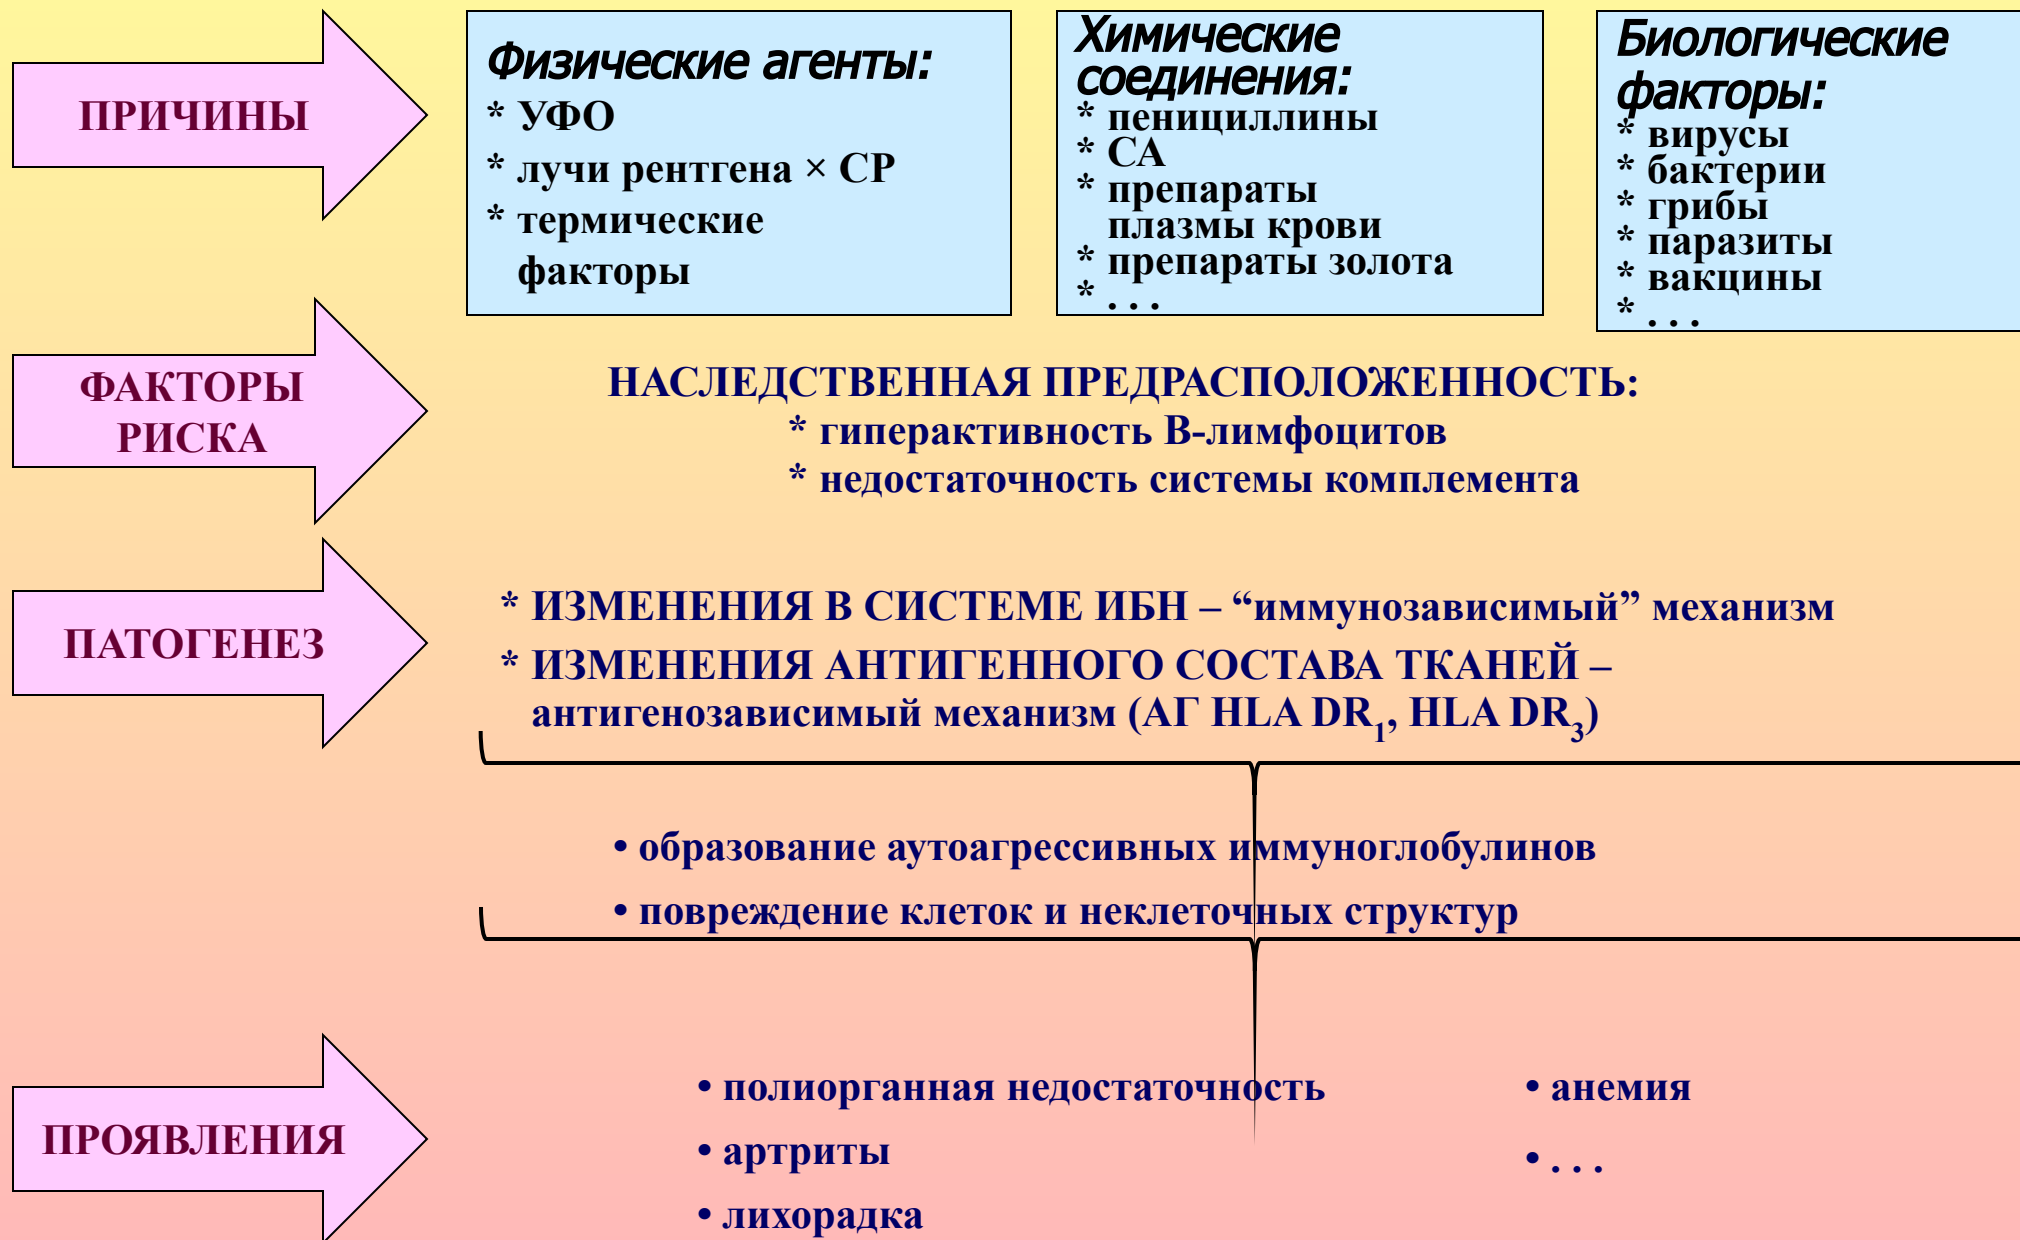 ПРИЧИНЫ
Физические агенты:
* УФО
* лучи рентгена × СР
* термические
факторы
Химические
соединения:
* пенициллины
* СА
* препараты
плазмы крови
* препараты золота
* . . .
Биологические
факторы:
* вирусы
* бактерии
* грибы
* паразиты
* вакцины
* . . .
ФАКТОРЫ
РИСКА
НАСЛЕДСТВЕННАЯ ПРЕДРАСПОЛОЖЕННОСТЬ:
* гиперактивность В-лимфоцитов
* недостаточность системы комплемента
ПАТОГЕНЕЗ
* ИЗМЕНЕНИЯ В СИСТЕМЕ ИБН – “иммунозависимый” механизм
* ИЗМЕНЕНИЯ АНТИГЕННОГО СОСТАВА ТКАНЕЙ –
антигенозависимый механизм (АГ HLA DR₁, HLA DR₃)
• образование аутоагрессивных иммуноглобулинов
• повреждение клеток и неклеточных структур
ПРОЯВЛЕНИЯ
• полиорганная недостаточность
• артриты
• лихорадка
• анемия
• . . .